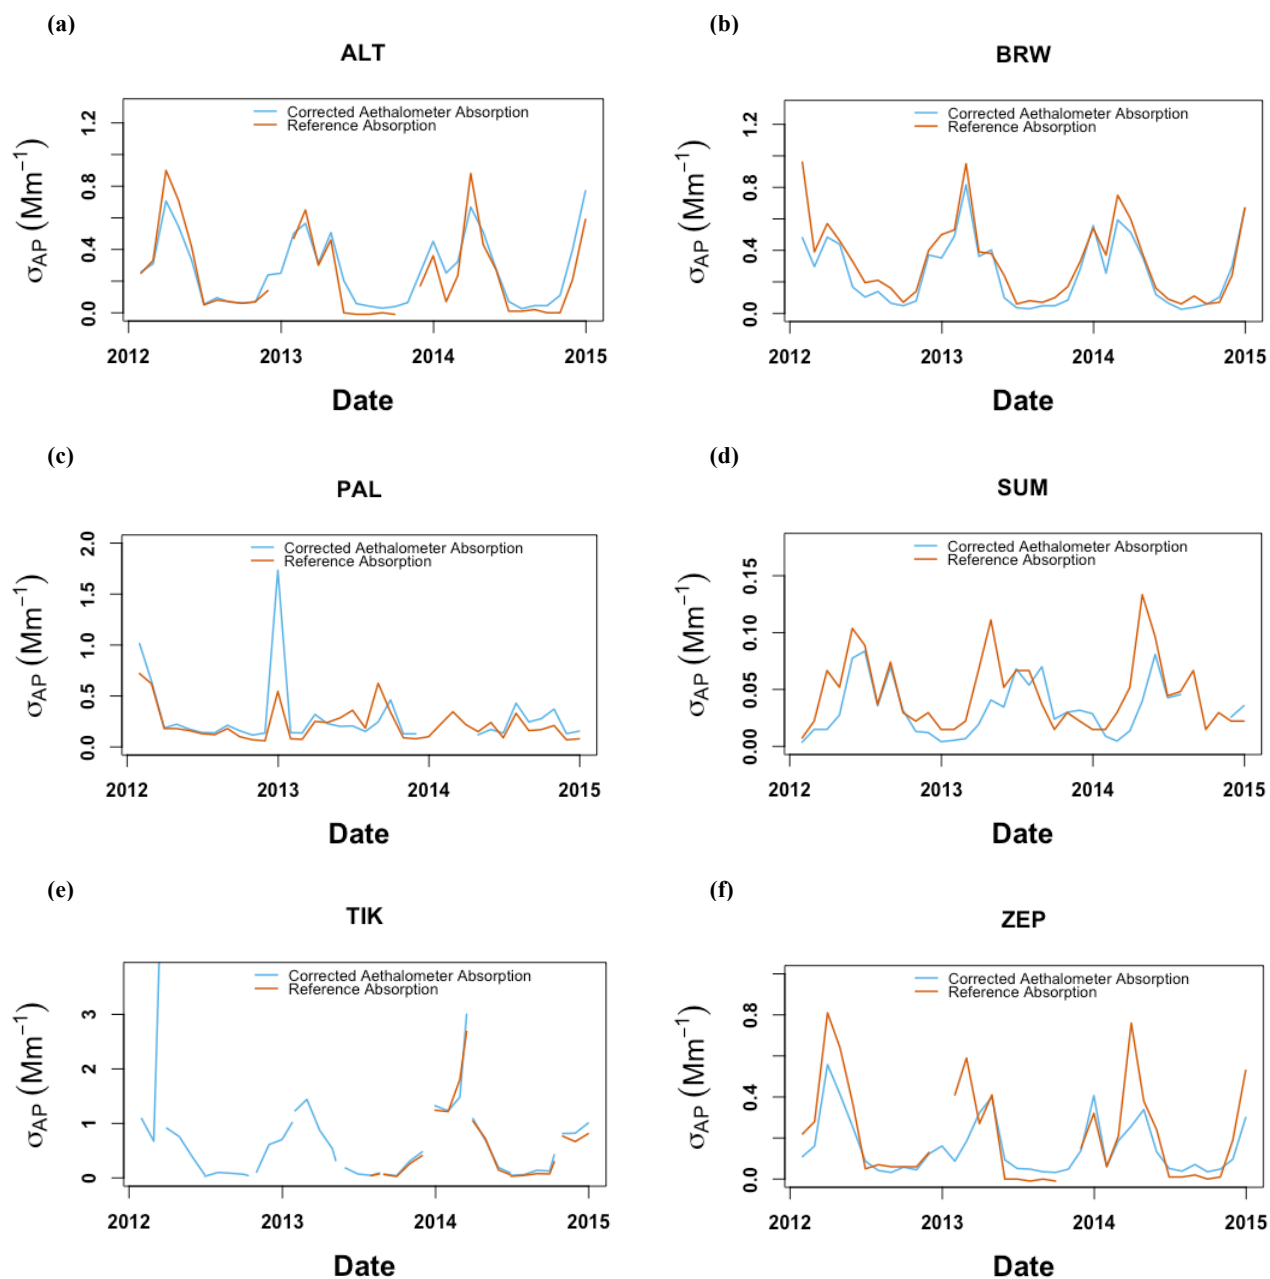 (a)
ALT
Corrected Aethalometer Absorption
Reference Absorption
σAP (Mm−1)
1.2
0.8
0.4
0.0
2012 2013 2014 2015
Date
(b)
BRW
Corrected Aethalometer Absorption
Reference Absorption
σAP (Mm−1)
1.2
0.8
0.4
0.0
2012 2013 2014 2015
Date
(c)
PAL
Corrected Aethalometer Absorption
Reference Absorption
σAP (Mm−1)
2.0
1.5
1.0
0.5
0.0
2012 2013 2014 2015
Date
(d)
SUM
Corrected Aethalometer Absorption
Reference Absorption
σAP (Mm−1)
0.15
0.10
0.05
0.00
2012 2013 2014 2015
Date
(e)
TIK
Corrected Aethalometer Absorption
Reference Absorption
σAP (Mm−1)
3
2
1
0
2012 2013 2014 2015
Date
(f)
ZEP
Corrected Aethalometer Absorption
Reference Absorption
σAP (Mm−1)
0.8
0.4
0.0
2012 2013 2014 2015
Date